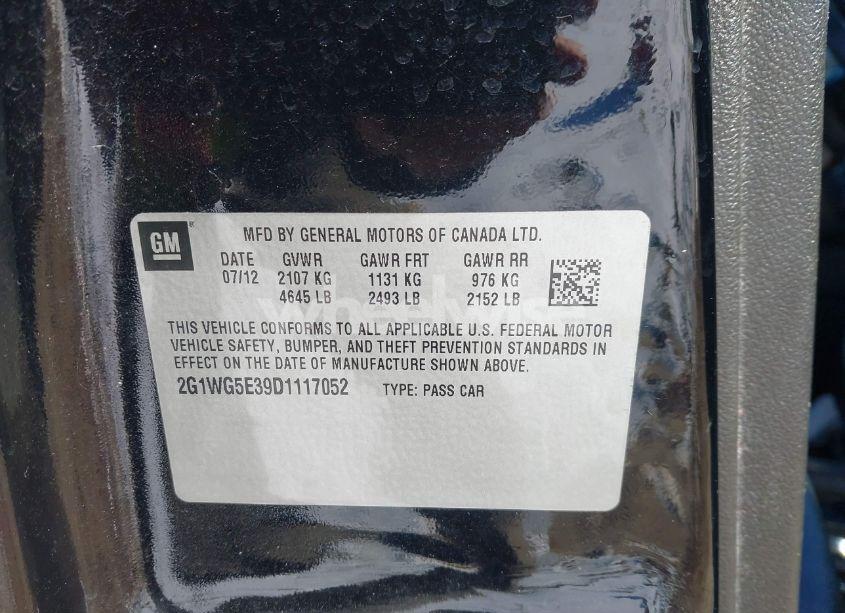 GM
MFD BY GENERAL MOTORS OF CANADA LTD.
DATE GVWR GAWR FRT GAWR RR
07/12 2107 KG 1131 KG 976 KG
4645 LB 2493 LB 2152 LB
wheelwise
THIS VEHICLE CONFORMS TO ALL APPLICABLE U.S. FEDERAL MOTOR
VEHICLE SAFETY, BUMPER, AND THEFT PREVENTION STANDARDS IN
EFFECT ON THE DATE OF MANUFACTURE SHOWN ABOVE.
2G1WG5E39D1117052 TYPE: PASS CAR